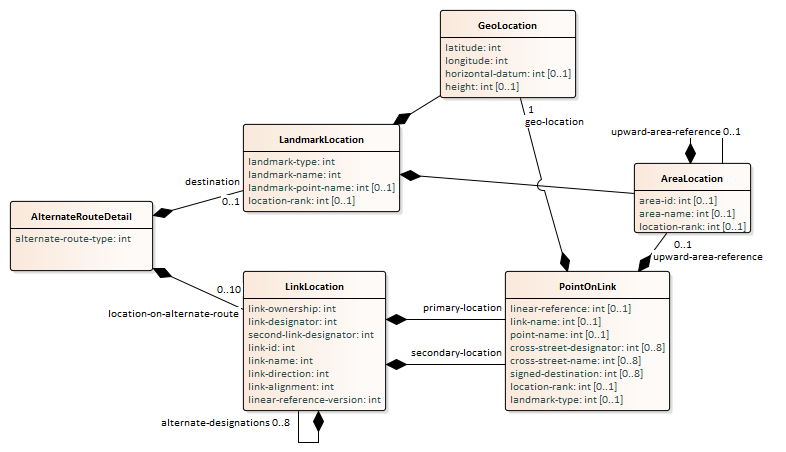 GeoLocation
latitude: int
longitude: int
horizontal-datum: int [0..1]
height: int [0..1]
1
geo-location
LandmarkLocation
landmark-type: int
landmark-name: int
landmark-point-name: int [0..1]
location-rank: int [0..1]
upward-area-reference 0..1
AreaLocation
area-id: int [0..1]
area-name: int [0..1]
location-rank: int [0..1]
0..1
upward-area-reference
destination
0..1
AlternateRouteDetail
alternate-route-type: int
0..10
location-on-alternate-route
LinkLocation
link-ownership: int
link-designator: int
second-link-designator: int
link-id: int
link-name: int
link-direction: int
link-alignment: int
linear-reference-version: int
primary-location
secondary-location
PointOnLink
linear-reference: int [0..1]
link-name: int [0..1]
point-name: int [0..1]
cross-street-designator: int [0..8]
cross-street-name: int [0..8]
signed-destination: int [0..8]
location-rank: int [0..1]
landmark-type: int [0..1]
alternate-designations 0..8